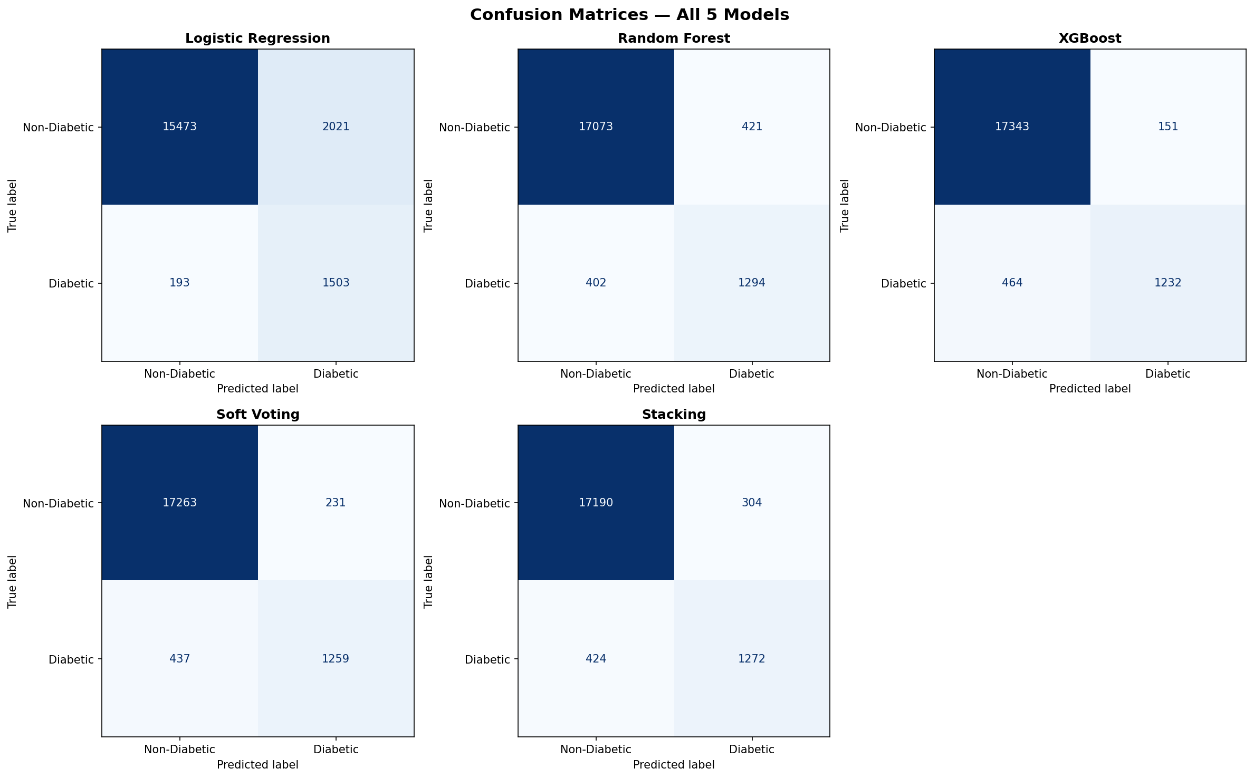 Confusion Matrices — All 5 Models
Logistic Regression
True label
Non-Diabetic
15473
2021
Diabetic
193
1503
Non-Diabetic
Diabetic
Predicted label
Random Forest
True label
Non-Diabetic
17073
421
Diabetic
402
1294
Non-Diabetic
Diabetic
Predicted label
XGBoost
True label
Non-Diabetic
17343
151
Diabetic
464
1232
Non-Diabetic
Diabetic
Predicted label
Soft Voting
True label
Non-Diabetic
17263
231
Diabetic
437
1259
Non-Diabetic
Diabetic
Predicted label
Stacking
True label
Non-Diabetic
17190
304
Diabetic
424
1272
Non-Diabetic
Diabetic
Predicted label